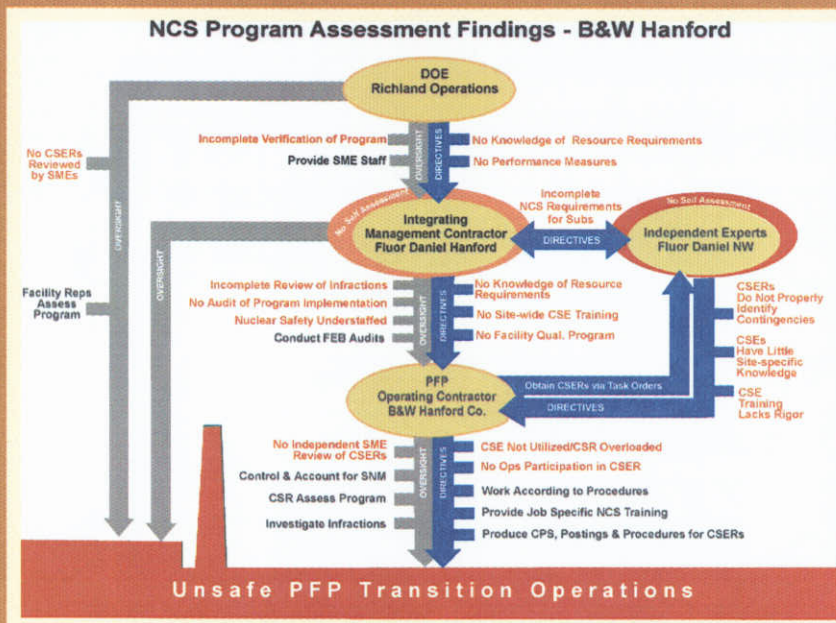 NCS Program Assessment Findings - B&W Hanford
DOE
Richland Operations
No CSERs
Reviewed
by SMEs
OVERSIGHT
Facility Reps
Assess
Program
Incomplete Verification of Program
Provide SME Staff
OVERSIGHT
DIRECTIVES
No Knowledge of Resource Requirements
No Performance Measures
No Self Assessment
Integrating
Management Contractor
Fluor Daniel Hanford
OVERSIGHT
Incomplete
NCS Requirements
for Subs
DIRECTIVES
No Self Assessment
Independent Experts
Fluor Daniel NW
Incomplete Review of Infractions
No Audit of Program Implementation
Nuclear Safety Understaffed
Conduct FEB Audits
OVERSIGHT
DIRECTIVES
No Knowledge of Resource
Requirements
No Site-wide CSE Training
No Facility Qual. Program
CSERs
Do Not Properly
Identify
Contingencies
CSEs
Have Little
Site-specific
Knowledge
CSE
Training
Lacks Rigor
PFP
Operating Contractor
B&W Hanford Co.
Obtain CSERs via Task Orders
DIRECTIVES
No Independent SME
Review of CSERs
Control & Account for SNM
CSR Assess Program
Investigate Infractions
OVERSIGHT
DIRECTIVES
CSE Not Utilized/CSR Overloaded
No Ops Participation in CSER
Work According to Procedures
Provide Job Specific NCS Training
Produce CPS, Postings & Procedures for CSERs
Unsafe PFP Transition Operations